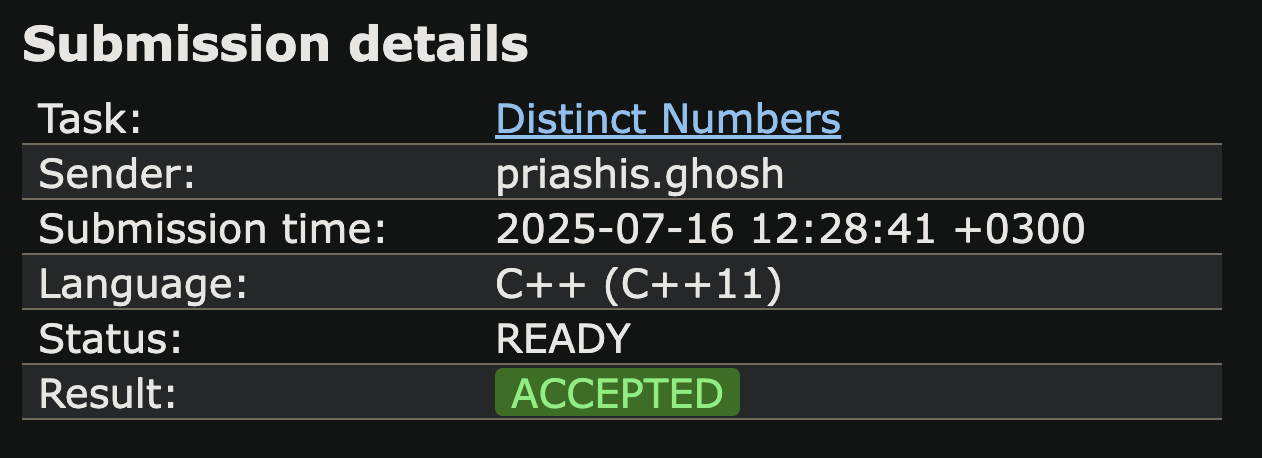 Submission details
Task: Distinct Numbers
Sender: priashis.ghosh
Submission time: 2025-07-16 12:28:41 +0300
Language: C++ (C++11)
Status: READY
Result: ACCEPTED